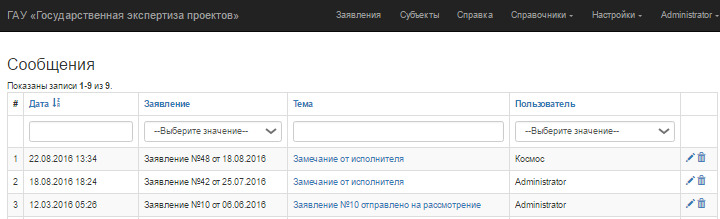 ГАУ «Государственная экспертиза проектов» Заявления Субъекты Справка Справочники Настройки Administrator
Сообщения
Показаны записи 1-9 из 9.
# Дата Заявление Тема Пользователь
--Выберите значение-- --Выберите значение--
1 22.08.2016 13:34 Заявление №48 от 18.08.2016 Замечание от исполнителя Космос
2 18.08.2016 18:24 Заявление №42 от 25.07.2016 Замечание от исполнителя Administrator
3 12.03.2016 05:26 Заявление №10 от 06.06.2016 Заявление №10 отправлено на рассмотрение Administrator